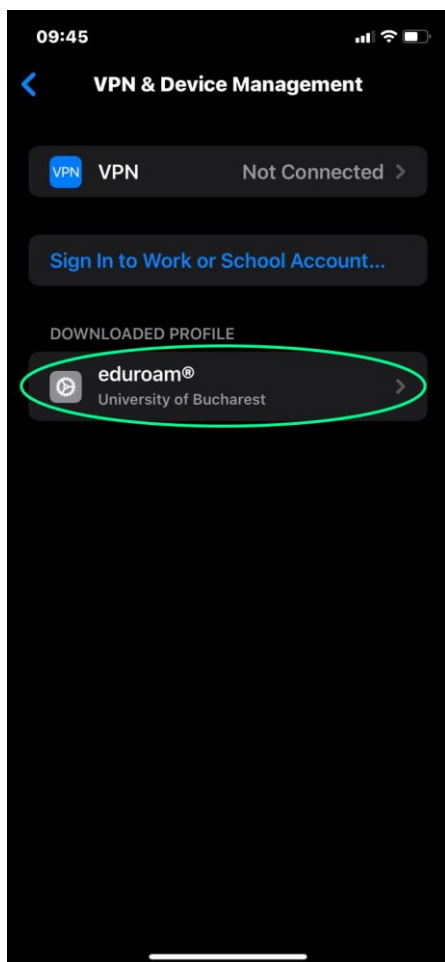 09:45
VPN & Device Management
VPN VPN Not Connected
Sign In to Work or School Account...
DOWNLOADED PROFILE
eduroam®
University of Bucharest